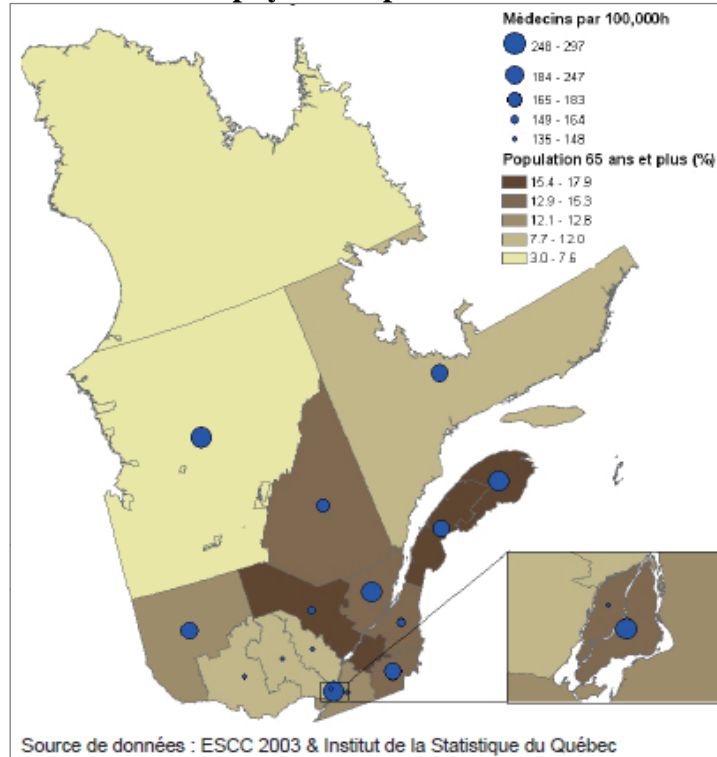 Médecins par 100,000h
248 - 297
184 - 247
165 - 183
149 - 164
135 - 148
Population 65 ans et plus (%)
15.4 - 17.9
12.9 - 15.3
12.1 - 12.8
7.7 - 12.0
3.0 - 7.6
Source de données : ESCC 2003 & Institut de la Statistique du Québec